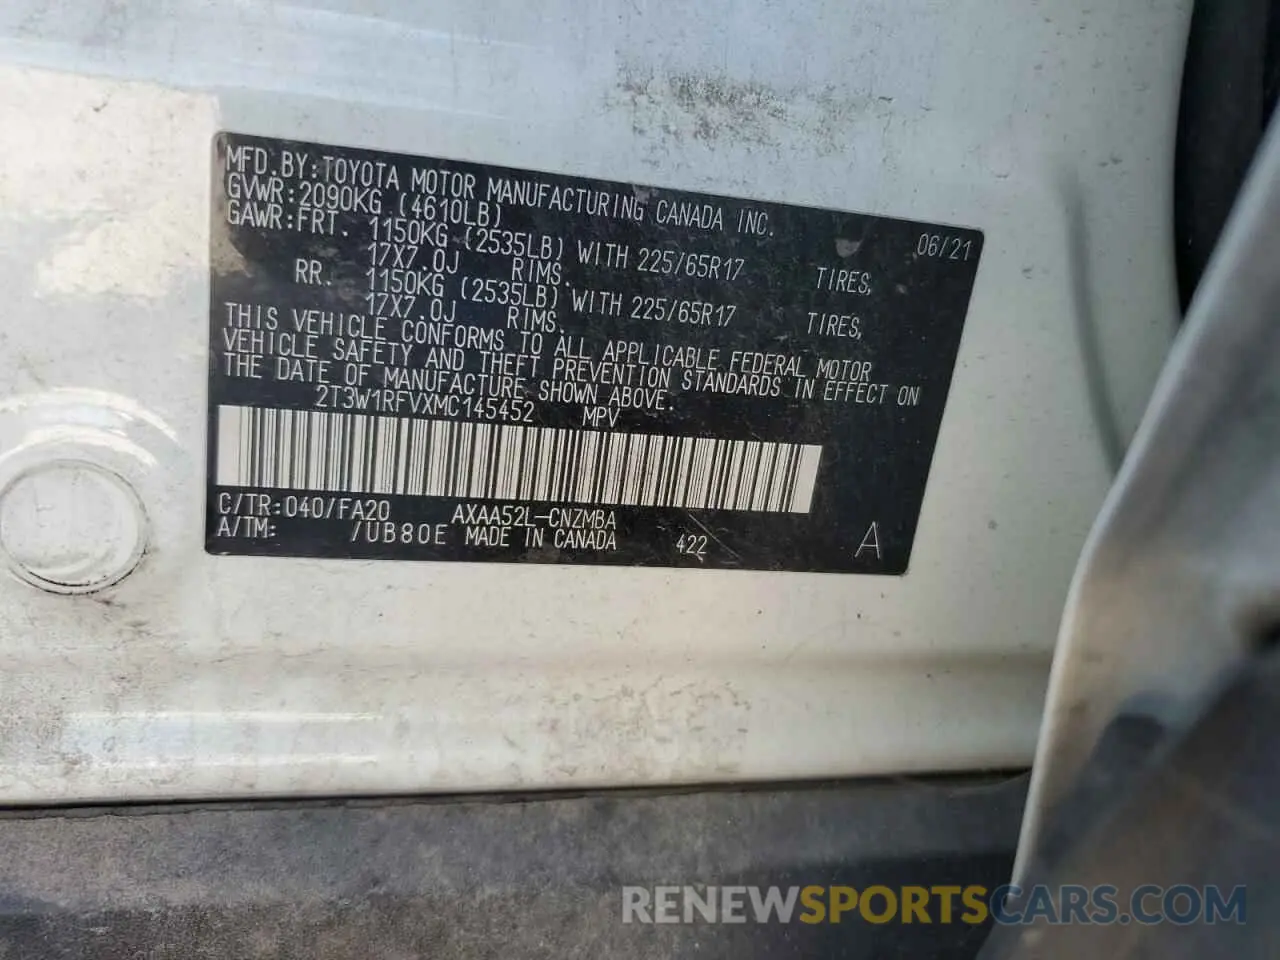 MFD.BY:TOYOTA MOTOR MANUFACTURING CANADA INC. 06/21
GVWR:2090KG (4610LB)
GAWR:FRT. 1150KG (2535LB) WITH 225/65R17 TIRES,
17X7.0J RIMS.
RR. 1150KG (2535LB) WITH 225/65R17 TIRES,
17X7.0J RIMS.
THIS VEHICLE CONFORMS TO ALL APPLICABLE FEDERAL MOTOR
VEHICLE SAFETY AND THEFT PREVENTION STANDARDS IN EFFECT ON
THE DATE OF MANUFACTURE SHOWN ABOVE.
2T3W1RFVXMC145452 MPV
C/TR:040/FA20 AXAA52L-CNZMBA
A/TM: /UB80E MADE IN CANADA 422 A
RENEWSPORTSCARS.COM